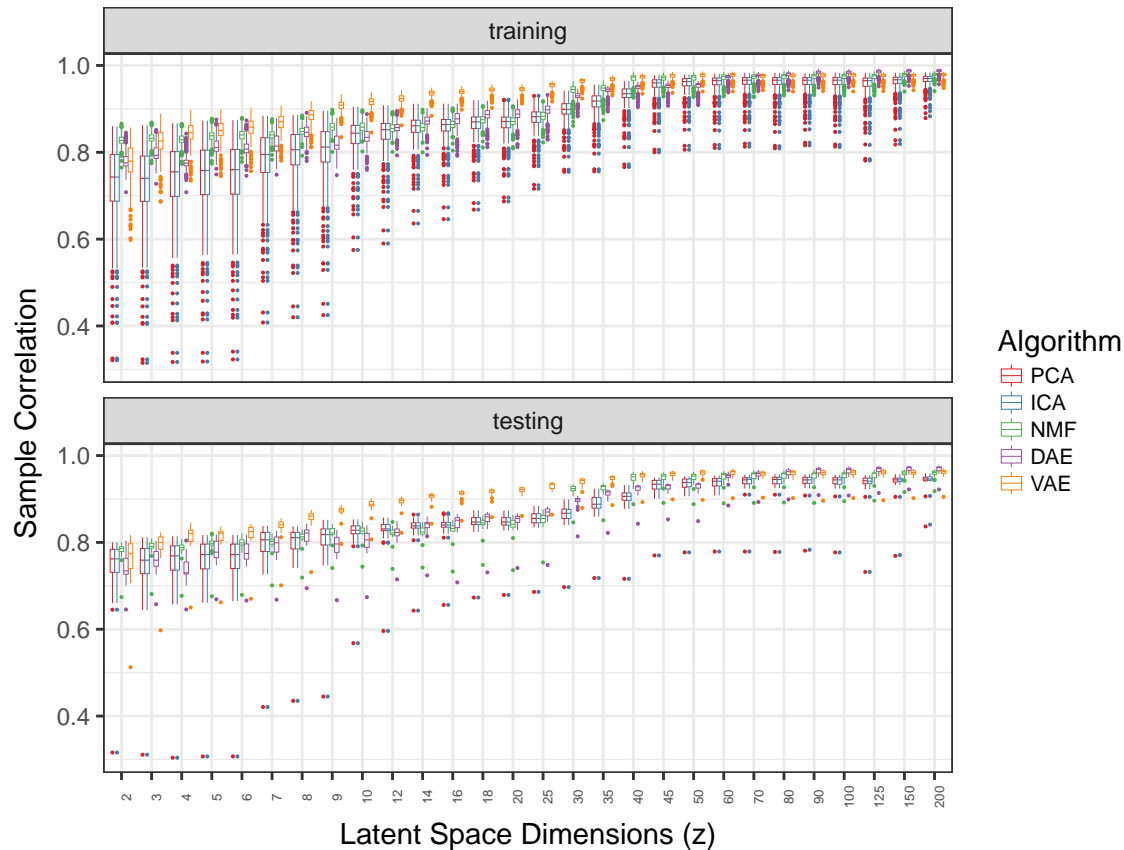 training
1.0
0.8
0.6
0.4
testing
1.0
0.8
0.6
0.4
Sample Correlation
2 3 4 5 6 7 8 9 10 12 14 16 18 20 25 30 35 40 45 50 60 70 80 90 100 125 150 200
Latent Space Dimensions (z)
Algorithm
PCA
ICA
NMF
DAE
VAE